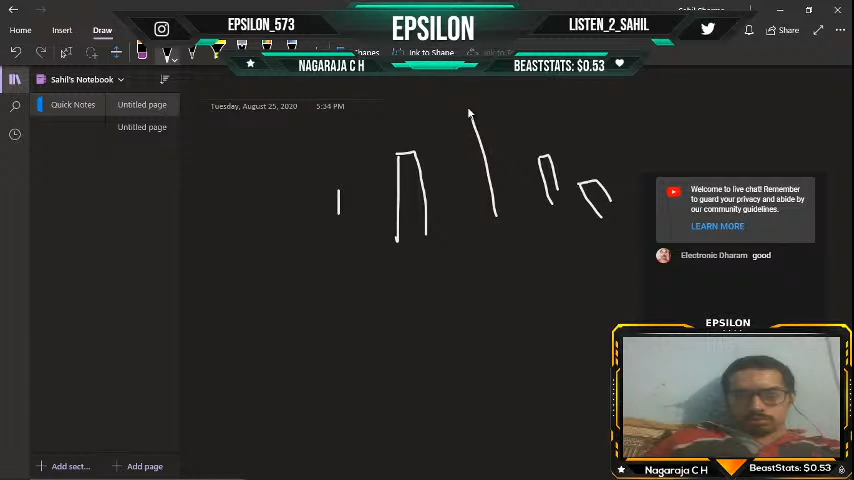 Sahil Sharma
EPSILON_573
EPSILON
LISTEN_2_SAHIL
Home
Insert
Draw
Share
Shapes
Ink to Shape
NAGARAJA C H
BEASTSTATS: $0.53
Sahil's Notebook
Quick Notes
Untitled page
Untitled page
Tuesday, August 25, 2020
5:34 PM
Welcome to live chat! Remember
to guard your privacy and abide by
our community guidelines.
LEARN MORE
Electronic Dharam good
EPSILON
Add sect...
Add page
Nagaraja C H
BeastStats: $0.53